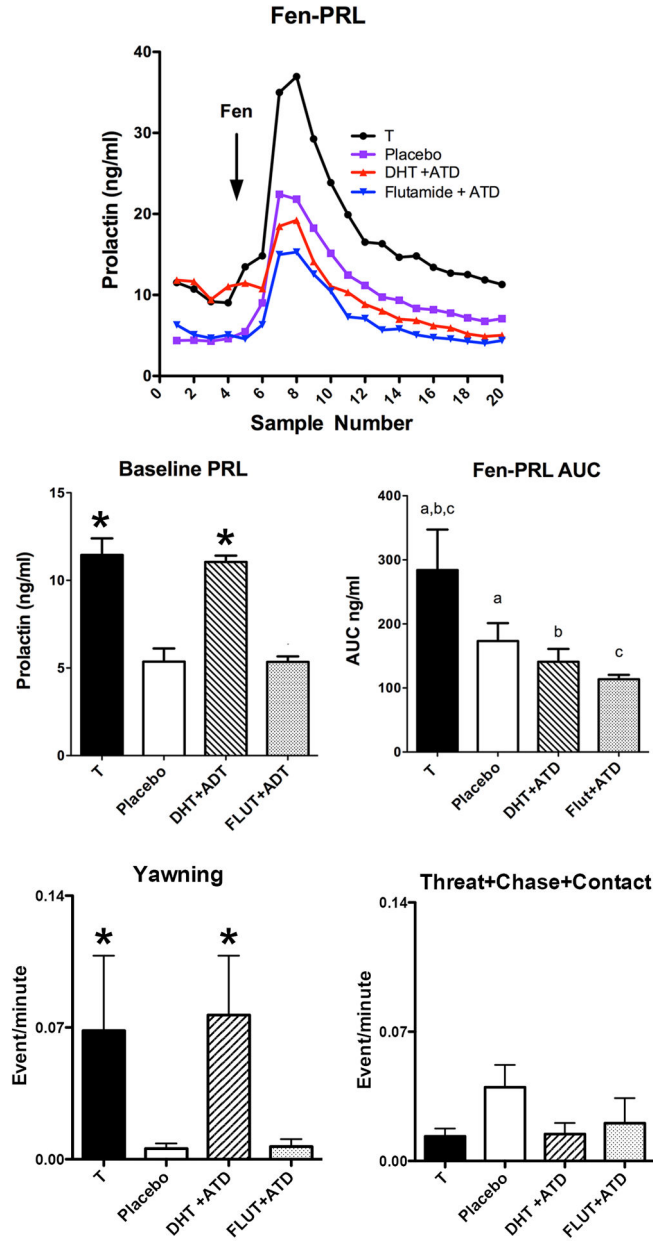 Fen-PRL
Prolactin (ng/ml)
40
30
20
10
0
Fen
T
Placebo
DHT +ATD
Flutamide + ATD
0 2 4 6 8 10 12 14 16 18 20
Sample Number
Baseline PRL
Prolactin (ng/ml)
15
10
5
0
* *
T
Placebo
DHT+ADT
FLUT+ADT
Fen-PRL AUC
AUC ng/ml
400
300
200
100
0
a,b,c
a
b
c
T
Placebo
DHT+ATD
Flut+ATD
Yawning
Event/minute
0.14
0.07
0.00
* *
T
Placebo
DHT +ATD
FLUT+ATD
Threat+Chase+Contact
Event/minute
0.14
0.07
0.00
T
Placebo
DHT +ATD
FLUT+ATD